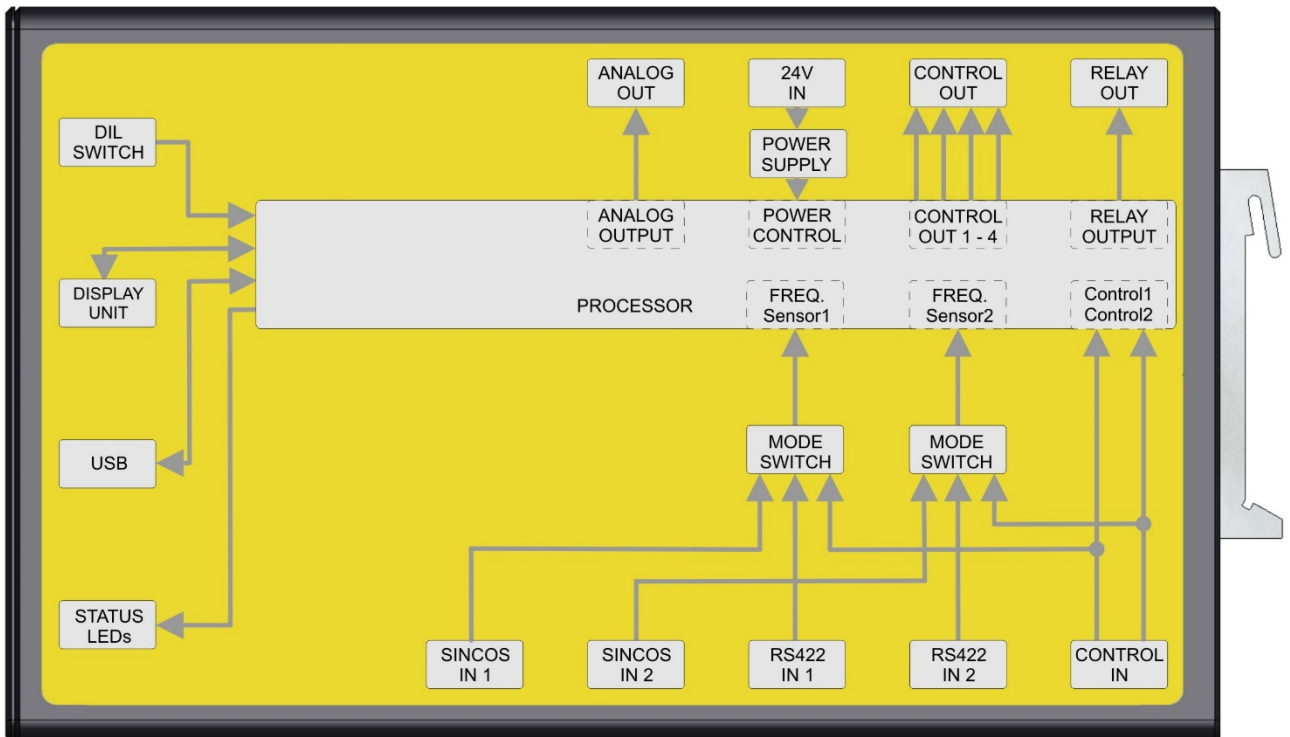 ANALOG
OUT
24V
IN
CONTROL
OUT
RELAY
OUT
DIL
SWITCH
POWER
SUPPLY
ANALOG
OUTPUT
POWER
CONTROL
CONTROL
OUT 1 - 4
RELAY
OUTPUT
DISPLAY
UNIT
PROCESSOR
FREQ.
Sensor1
FREQ.
Sensor2
Control1
Control2
USB
MODE
SWITCH
MODE
SWITCH
STATUS
LEDs
SINCOS
IN 1
SINCOS
IN 2
RS422
IN 1
RS422
IN 2
CONTROL
IN